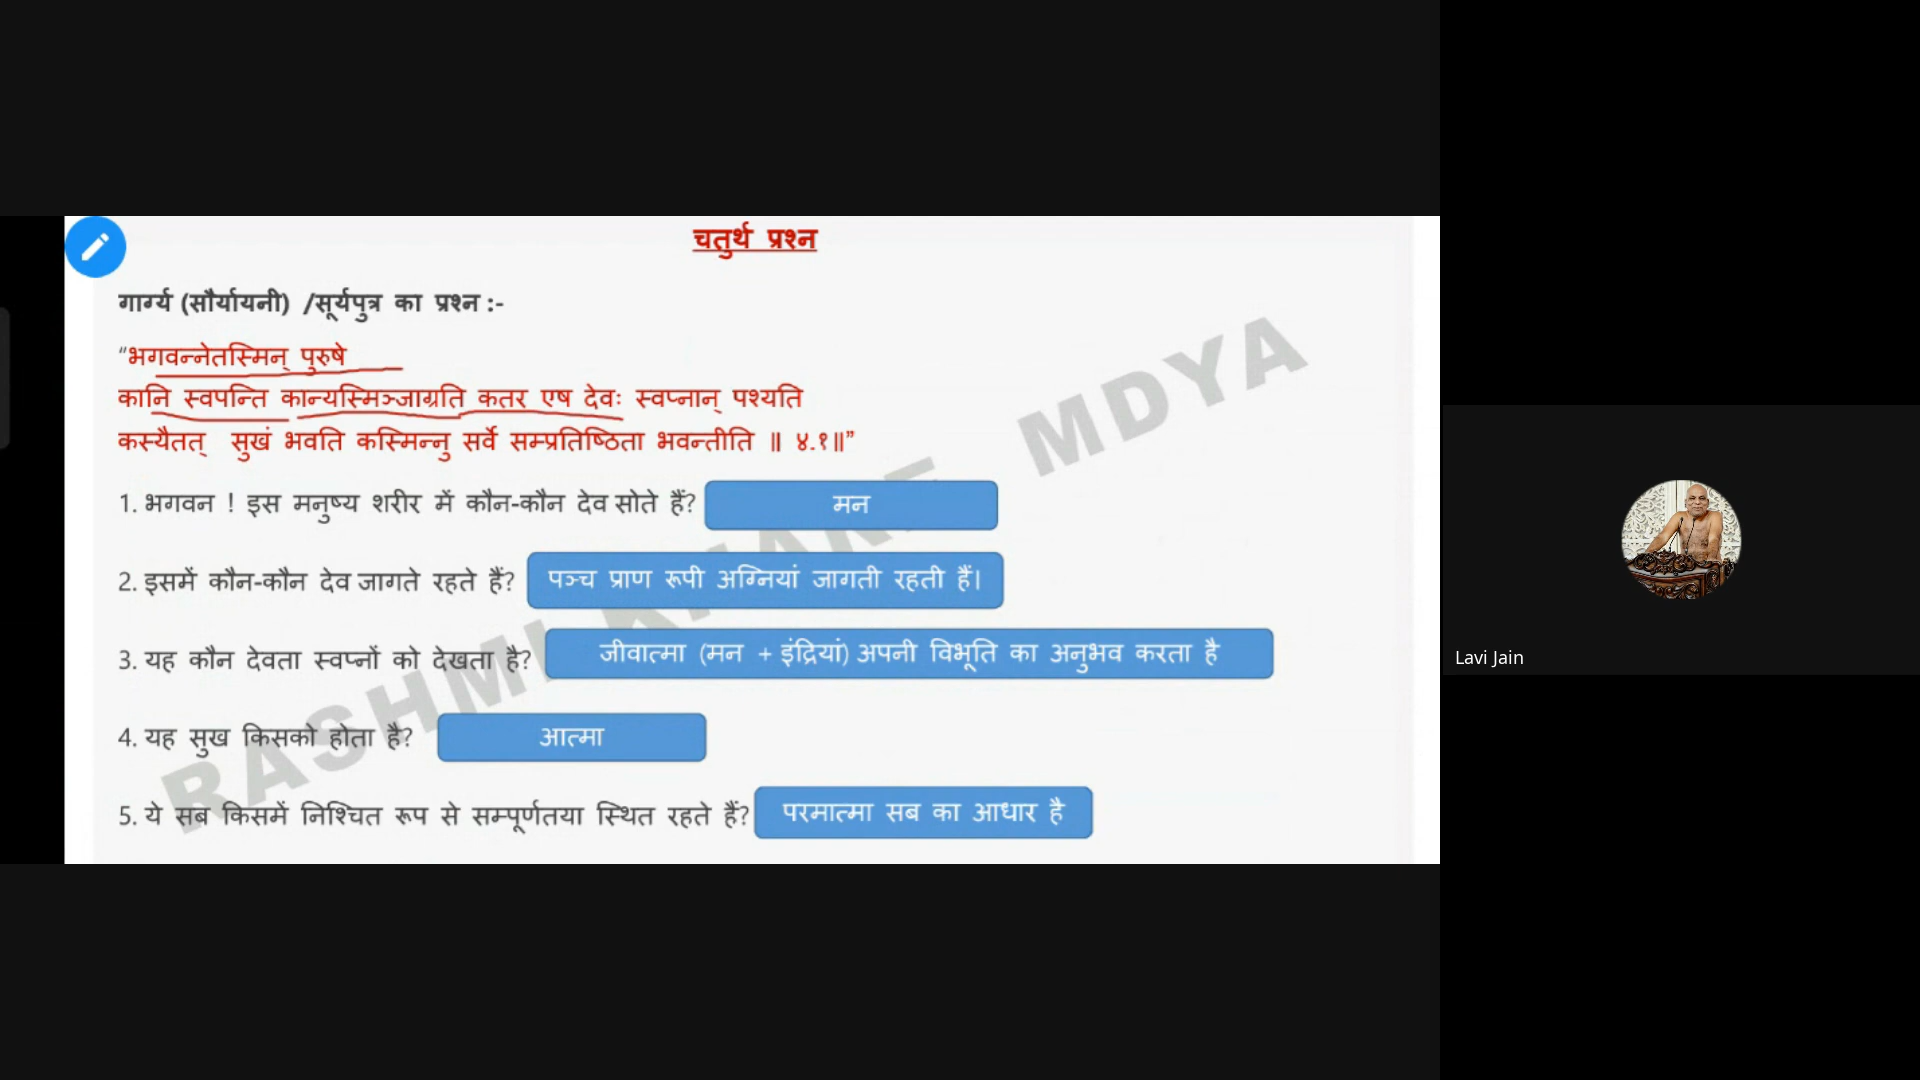 चतुर्थ प्रश्न
गार्ग्य (सौर्यायनी) /सूर्यपुत्र का प्रश्न :-
“भगवन्नेतस्मिन् पुरुषे
कानि स्वपन्ति कान्यस्मिञ्जाग्रति कतर एष देवः स्वप्नान् पश्यति
कस्यैतत् सुखं भवति कस्मिन्नु सर्वे सम्प्रतिष्ठिता भवन्तीति ॥ ४.१॥”
1. भगवन ! इस मनुष्य शरीर में कौन-कौन देव सोते हैं? मन
2. इसमें कौन-कौन देव जागते रहते हैं? पञ्च प्राण रूपी अग्नियां जागती रहती हैं।
3. यह कौन देवता स्वप्नों को देखता है? जीवात्मा (मन + इंद्रियां) अपनी विभूति का अनुभव करता है
4. यह सुख किसको होता है? आत्मा
5. ये सब किसमें निश्चित रूप से सम्पूर्णतया स्थित रहते हैं? परमात्मा सब का आधार है
RASHMI KHARE MDYA
Lavi Jain